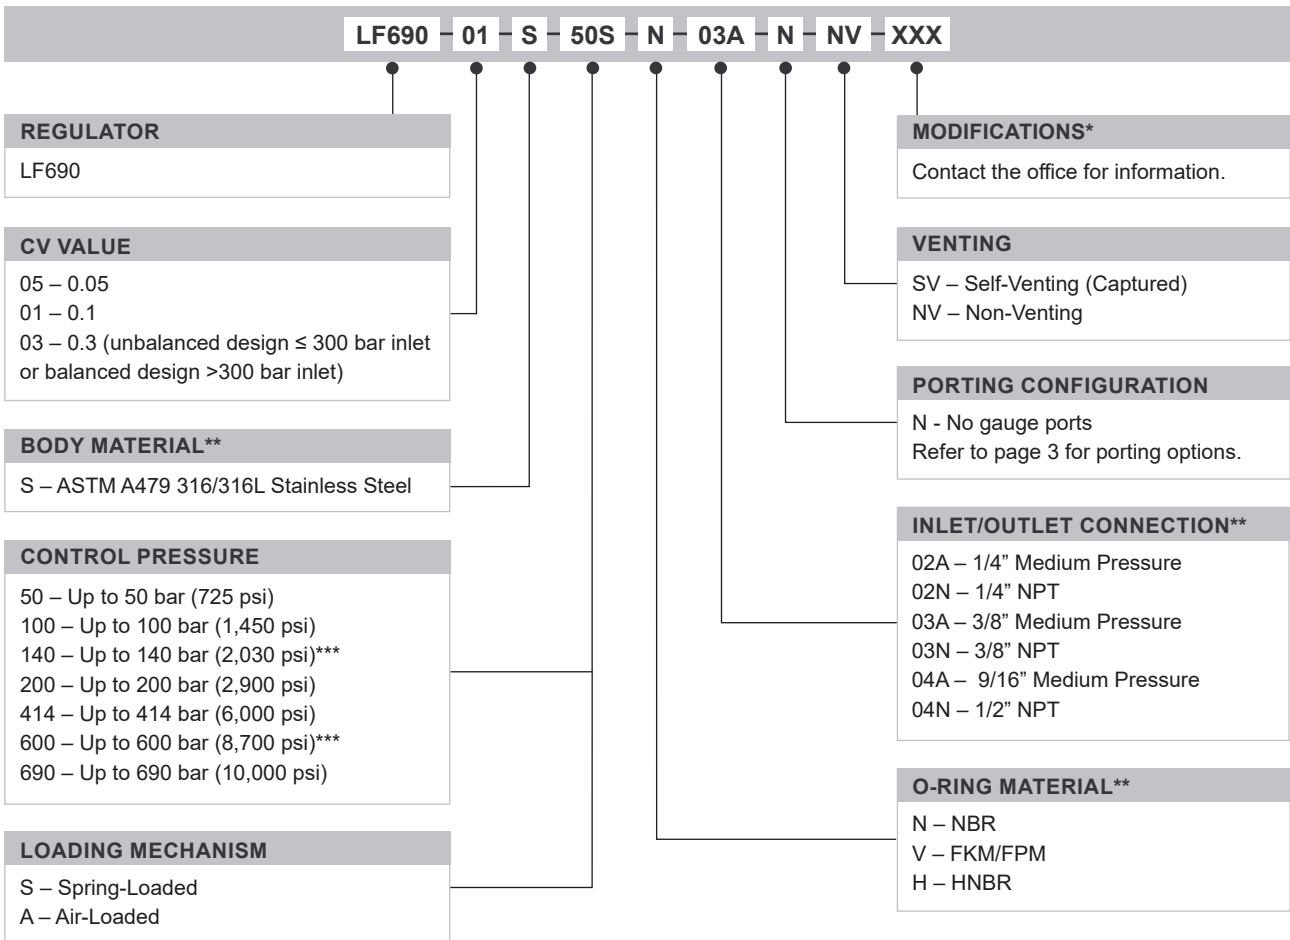 LF690 01 S 50S N 03A N NV XXX
REGULATOR
LF690
CV VALUE
05 – 0.05
01 – 0.1
03 – 0.3 (unbalanced design ≤ 300 bar inlet
or balanced design >300 bar inlet)
BODY MATERIAL**
S – ASTM A479 316/316L Stainless Steel
CONTROL PRESSURE
50 – Up to 50 bar (725 psi)
100 – Up to 100 bar (1,450 psi)
140 – Up to 140 bar (2,030 psi)***
200 – Up to 200 bar (2,900 psi)
414 – Up to 414 bar (6,000 psi)
600 – Up to 600 bar (8,700 psi)***
690 – Up to 690 bar (10,000 psi)
LOADING MECHANISM
S – Spring-Loaded
A – Air-Loaded
MODIFICATIONS*
Contact the office for information.
VENTING
SV – Self-Venting (Captured)
NV – Non-Venting
PORTING CONFIGURATION
N - No gauge ports
Refer to page 3 for porting options.
INLET/OUTLET CONNECTION**
02A – 1/4” Medium Pressure
02N – 1/4” NPT
03A – 3/8” Medium Pressure
03N – 3/8” NPT
04A – 9/16” Medium Pressure
04N – 1/2” NPT
O-RING MATERIAL**
N – NBR
V – FKM/FPM
H – HNBR